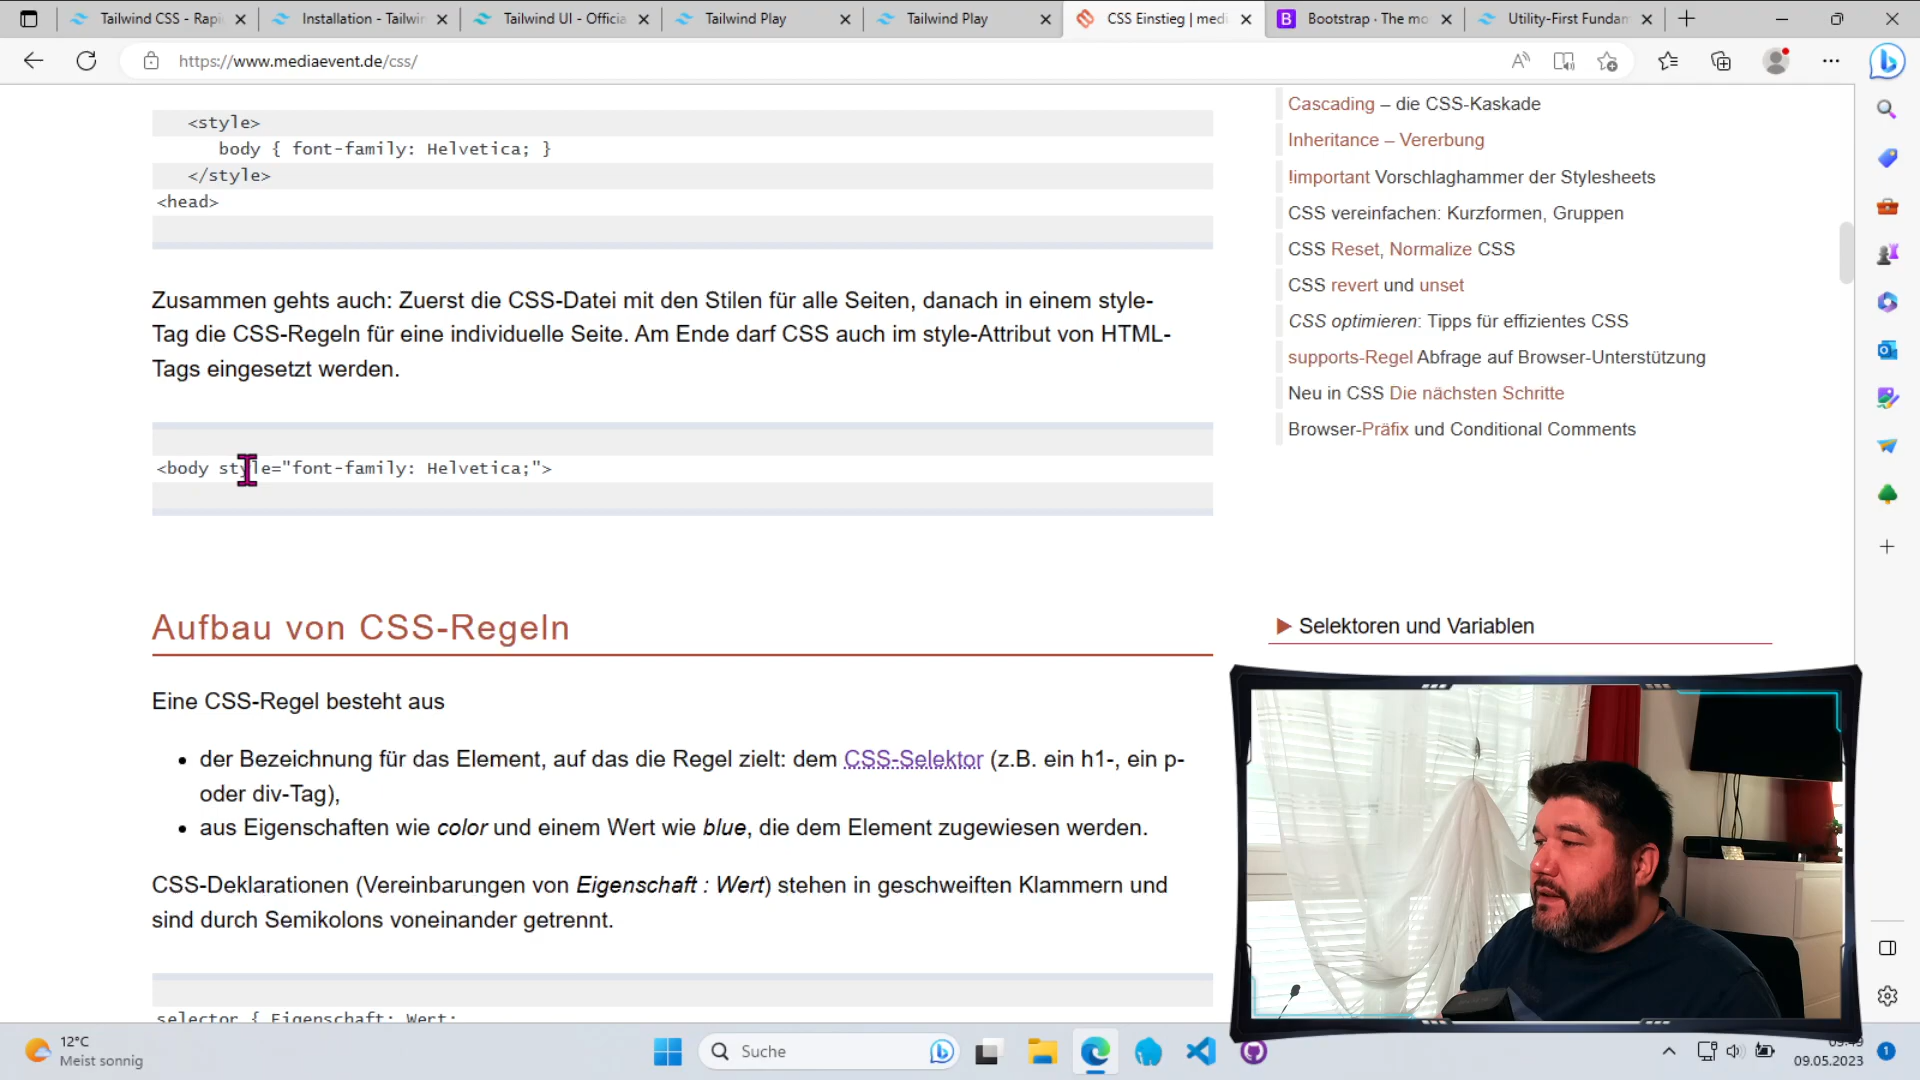 Tailwind CSS - Rapi
Installation - Tailwin
Tailwind UI - Officia
Tailwind Play
Tailwind Play
CSS Einstieg | medi
Bootstrap · The mo
Utility-First Fundam
https://www.mediaevent.de/css/
<style>
body { font-family: Helvetica; }
</style>
<head>
Zusammen gehts auch: Zuerst die CSS-Datei mit den Stilen für alle Seiten, danach in einem style-
Tag die CSS-Regeln für eine individuelle Seite. Am Ende darf CSS auch im style-Attribut von HTML-
Tags eingesetzt werden.
<body style="font-family: Helvetica;">
Aufbau von CSS-Regeln
Eine CSS-Regel besteht aus
• der Bezeichnung für das Element, auf das die Regel zielt: dem CSS-Selektor (z.B. ein h1-, ein p-
oder div-Tag),
• aus Eigenschaften wie color und einem Wert wie blue, die dem Element zugewiesen werden.
CSS-Deklarationen (Vereinbarungen von Eigenschaft : Wert) stehen in geschweiften Klammern und
sind durch Semikolons voneinander getrennt.
selector { Eigenschaft: Wert;
Cascading – die CSS-Kaskade
Inheritance – Vererbung
!important Vorschlaghammer der Stylesheets
CSS vereinfachen: Kurzformen, Gruppen
CSS Reset, Normalize CSS
CSS revert und unset
CSS optimieren: Tipps für effizientes CSS
supports-Regel Abfrage auf Browser-Unterstützung
Neu in CSS Die nächsten Schritte
Browser-Präfix und Conditional Comments
Selektoren und Variablen
12°C
Meist sonnig
Suche
09:49
09.05.2023
1